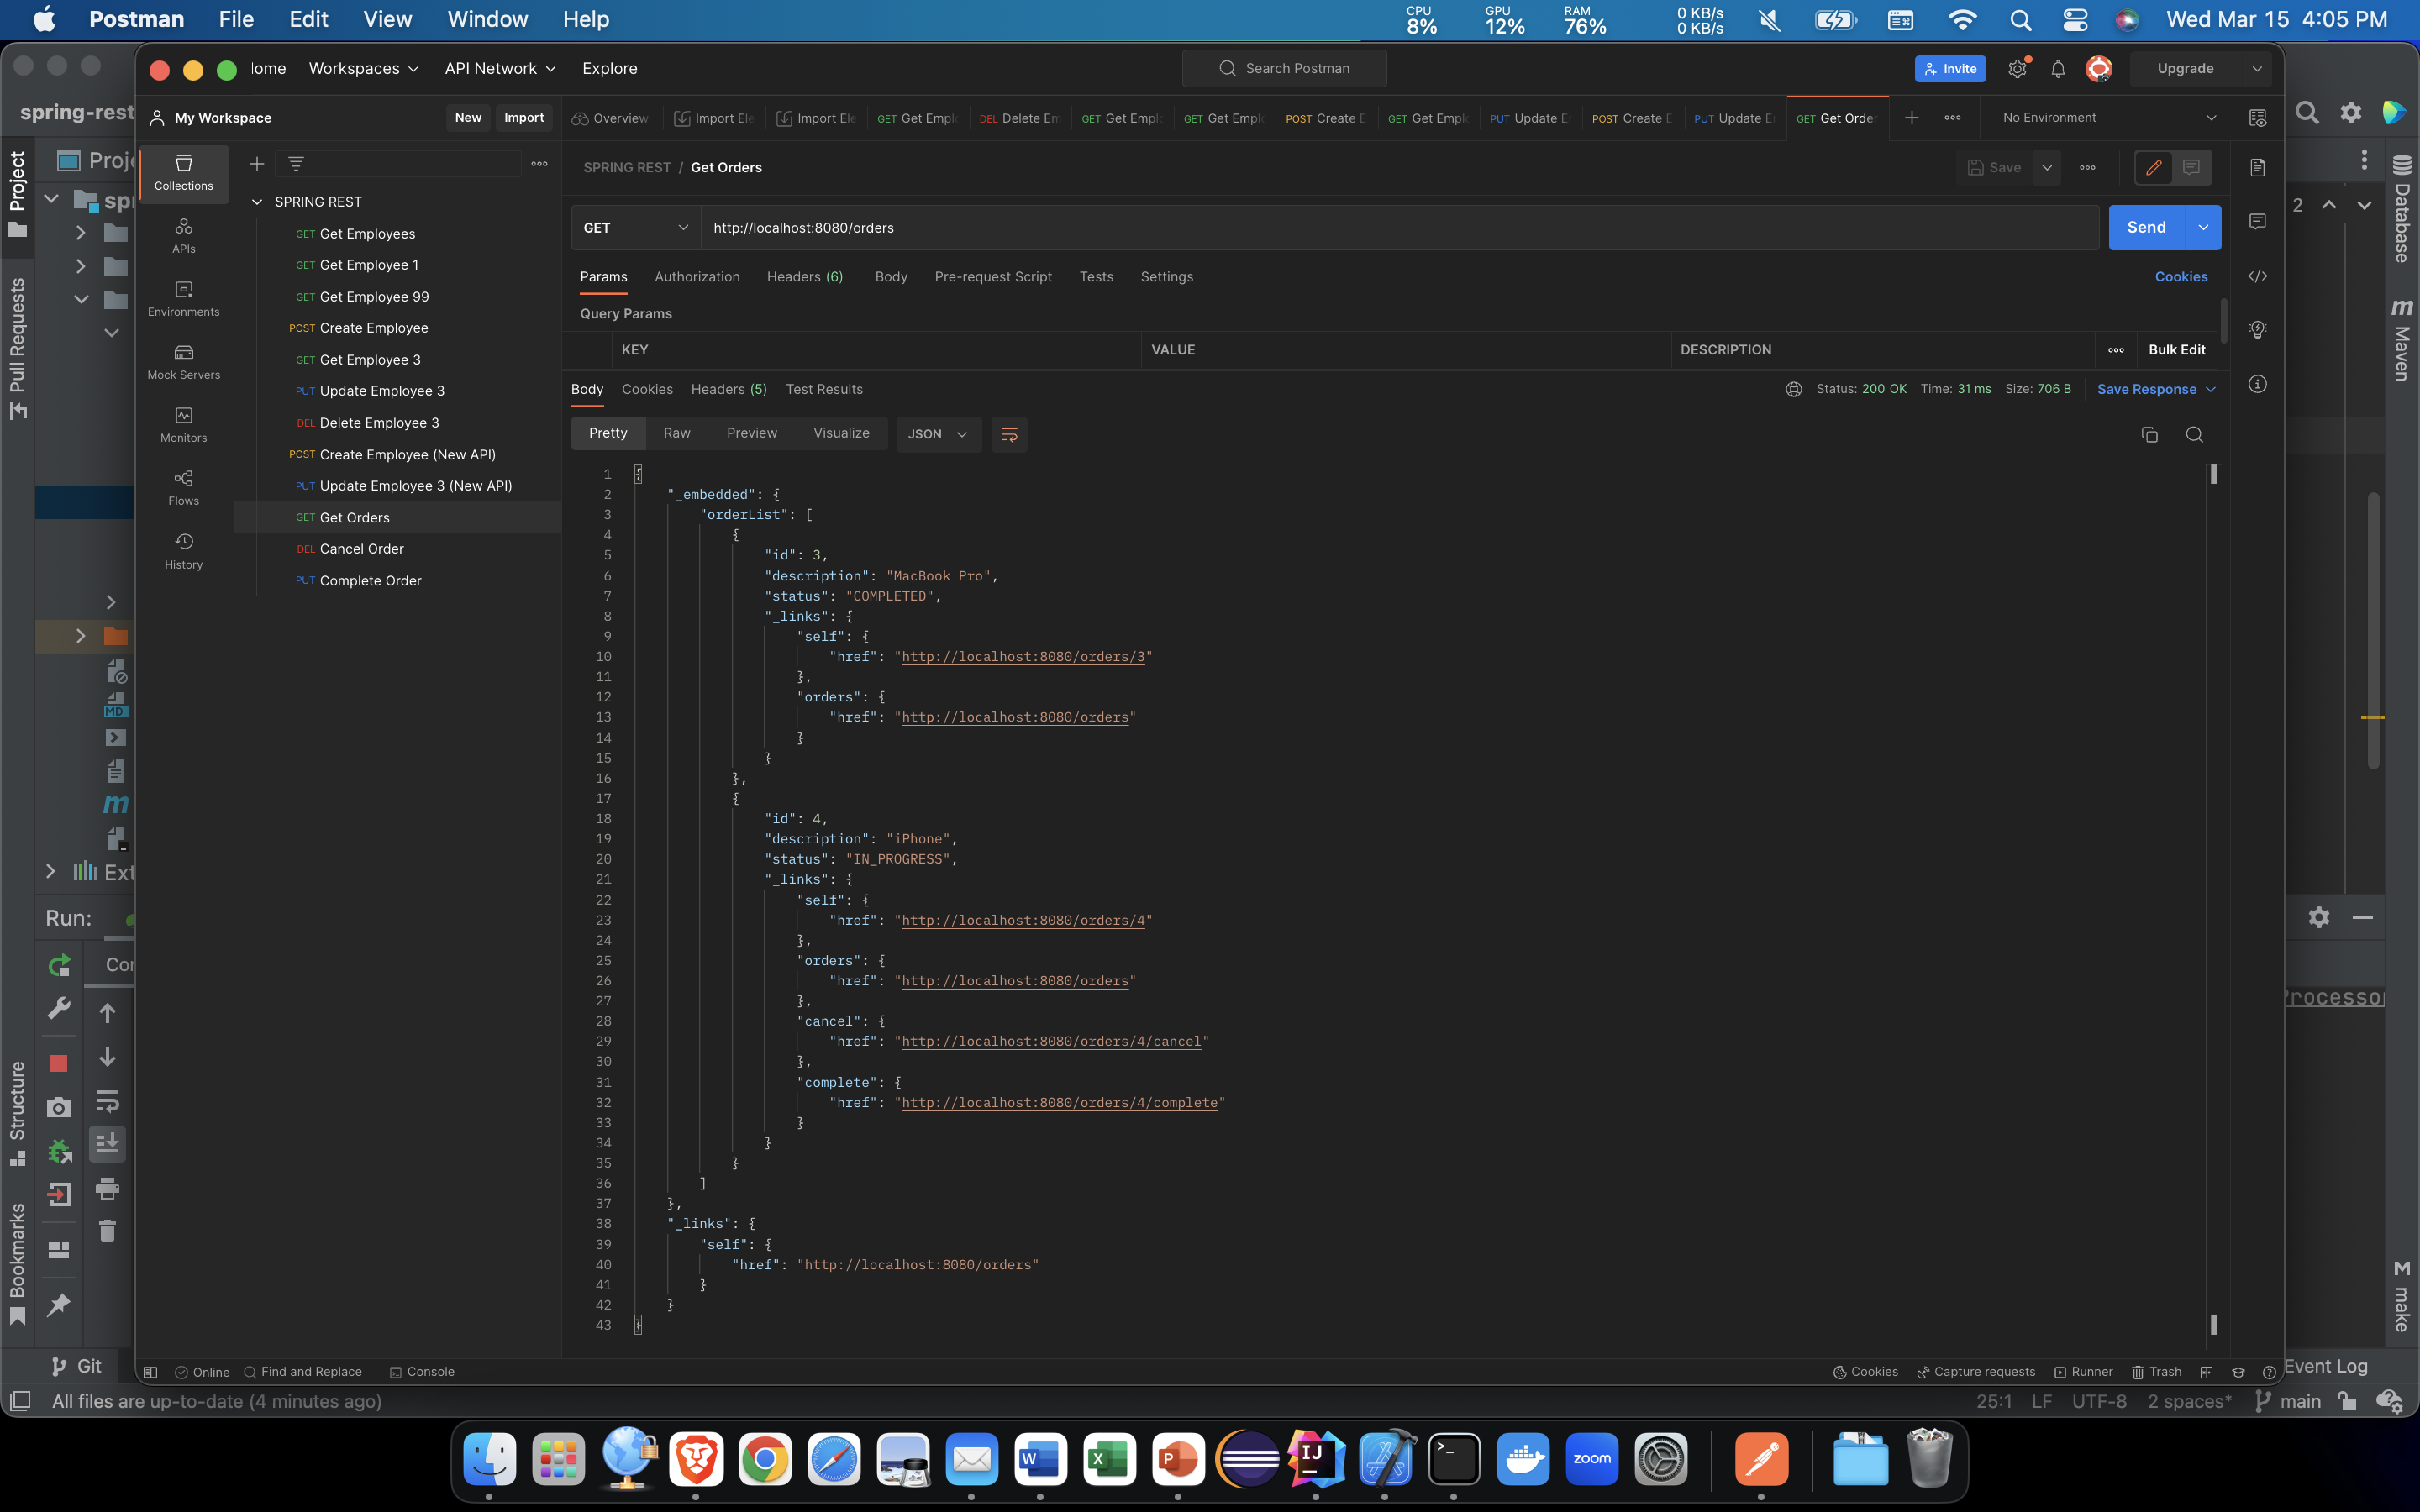 Postman File Edit View Window Help
CPU 8% GPU 12% RAM 76% 0 KB/s 0 KB/s Wed Mar 15 4:05 PM
Workspaces API Network Explore Search Postman Invite Upgrade
spring-rest
My Workspace New Import
Overview Import Ele Import Ele GET Get Empl DEL Delete Em GET Get Empl GET Get Empl POST Create E GET Get Empl PUT Update E POST Create E PUT Update E GET Get Order No Environment
Project
Pull Requests
Structure
Bookmarks
Collections
APIs
Environments
Mock Servers
Monitors
Flows
History
SPRING REST
GET Get Employees
GET Get Employee 1
GET Get Employee 99
POST Create Employee
GET Get Employee 3
PUT Update Employee 3
DEL Delete Employee 3
POST Create Employee (New API)
PUT Update Employee 3 (New API)
GET Get Orders
DEL Cancel Order
PUT Complete Order
SPRING REST / Get Orders Save
GET http://localhost:8080/orders Send
Params Authorization Headers (6) Body Pre-request Script Tests Settings Cookies
Query Params
KEY VALUE DESCRIPTION Bulk Edit
Body Cookies Headers (5) Test Results Status: 200 OK Time: 31 ms Size: 706 B Save Response
Pretty Raw Preview Visualize JSON
1 {
2 "_embedded": {
3 "orderList": [
4 {
5 "id": 3,
6 "description": "MacBook Pro",
7 "status": "COMPLETED",
8 "_links": {
9 "self": {
10 "href": "http://localhost:8080/orders/3"
11 },
12 "orders": {
13 "href": "http://localhost:8080/orders"
14 }
15 }
16 },
17 {
18 "id": 4,
19 "description": "iPhone",
20 "status": "IN_PROGRESS",
21 "_links": {
22 "self": {
23 "href": "http://localhost:8080/orders/4"
24 },
25 "orders": {
26 "href": "http://localhost:8080/orders"
27 },
28 "cancel": {
29 "href": "http://localhost:8080/orders/4/cancel"
30 },
31 "complete": {
32 "href": "http://localhost:8080/orders/4/complete"
33 }
34 }
35 }
36 ]
37 },
38 "_links": {
39 "self": {
40 "href": "http://localhost:8080/orders"
41 }
42 }
43 }
Database
Maven
make
2
Run:
Online Find and Replace Console Cookies Capture requests Runner Trash
Git Event Log
All files are up-to-date (4 minutes ago) 25:1 LF UTF-8 2 spaces* main
zoom